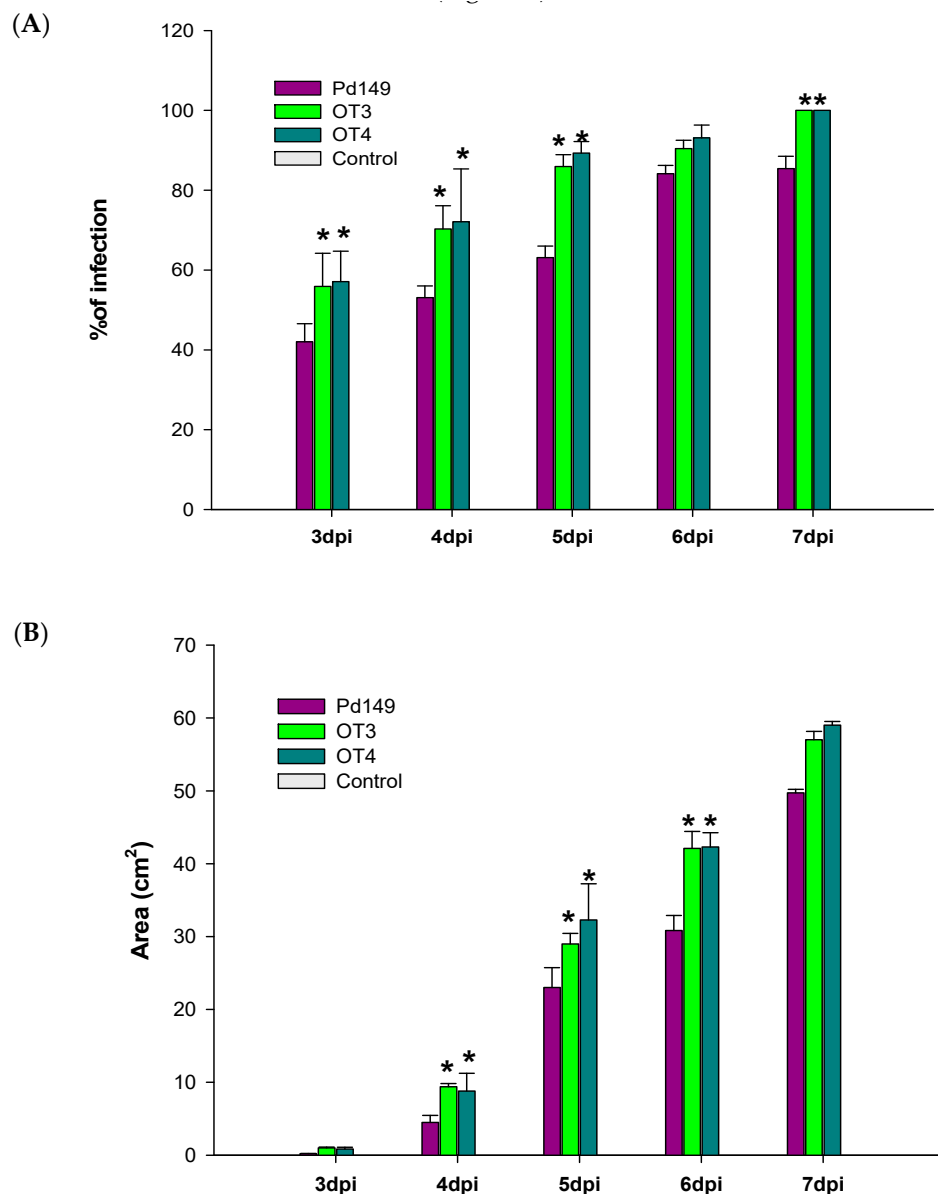 (A)
120
100
80
60
40
20
0
%of infection
Pd149
OT3
OT4
Control
* *
* *
* *
**
3dpi 4dpi 5dpi 6dpi 7dpi
(B)
70
60
50
40
30
20
10
0
Area (cm²)
Pd149
OT3
OT4
Control
* *
* *
* *
3dpi 4dpi 5dpi 6dpi 7dpi